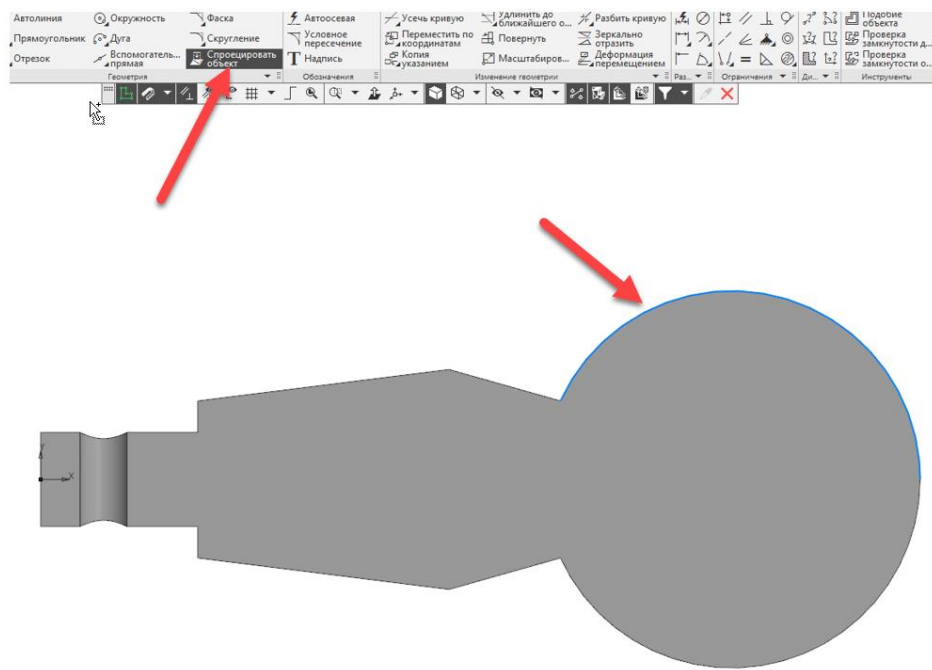 Автолиния
Окружность
Фаска
Автоосевая
Усечь кривую
Удлинить до
ближайшего о...
Разбить кривую
Подобие
объекта
Прямоугольник
Дуга
Скругление
Условное
пересечение
Переместить по
координатам
Повернуть
Зеркально
отразить
Проверка
замкнутости д...
Отрезок
Вспомогатель...
прямая
Спроецировать
объект
Надпись
Копия
указанием
Масштабиров...
Деформация
перемещением
Проверка
замкнутости о...
Геометрия
Обозначения
Изменение геометрии
Раз...
Ограничения
Ди...
Инструменты
Y
X